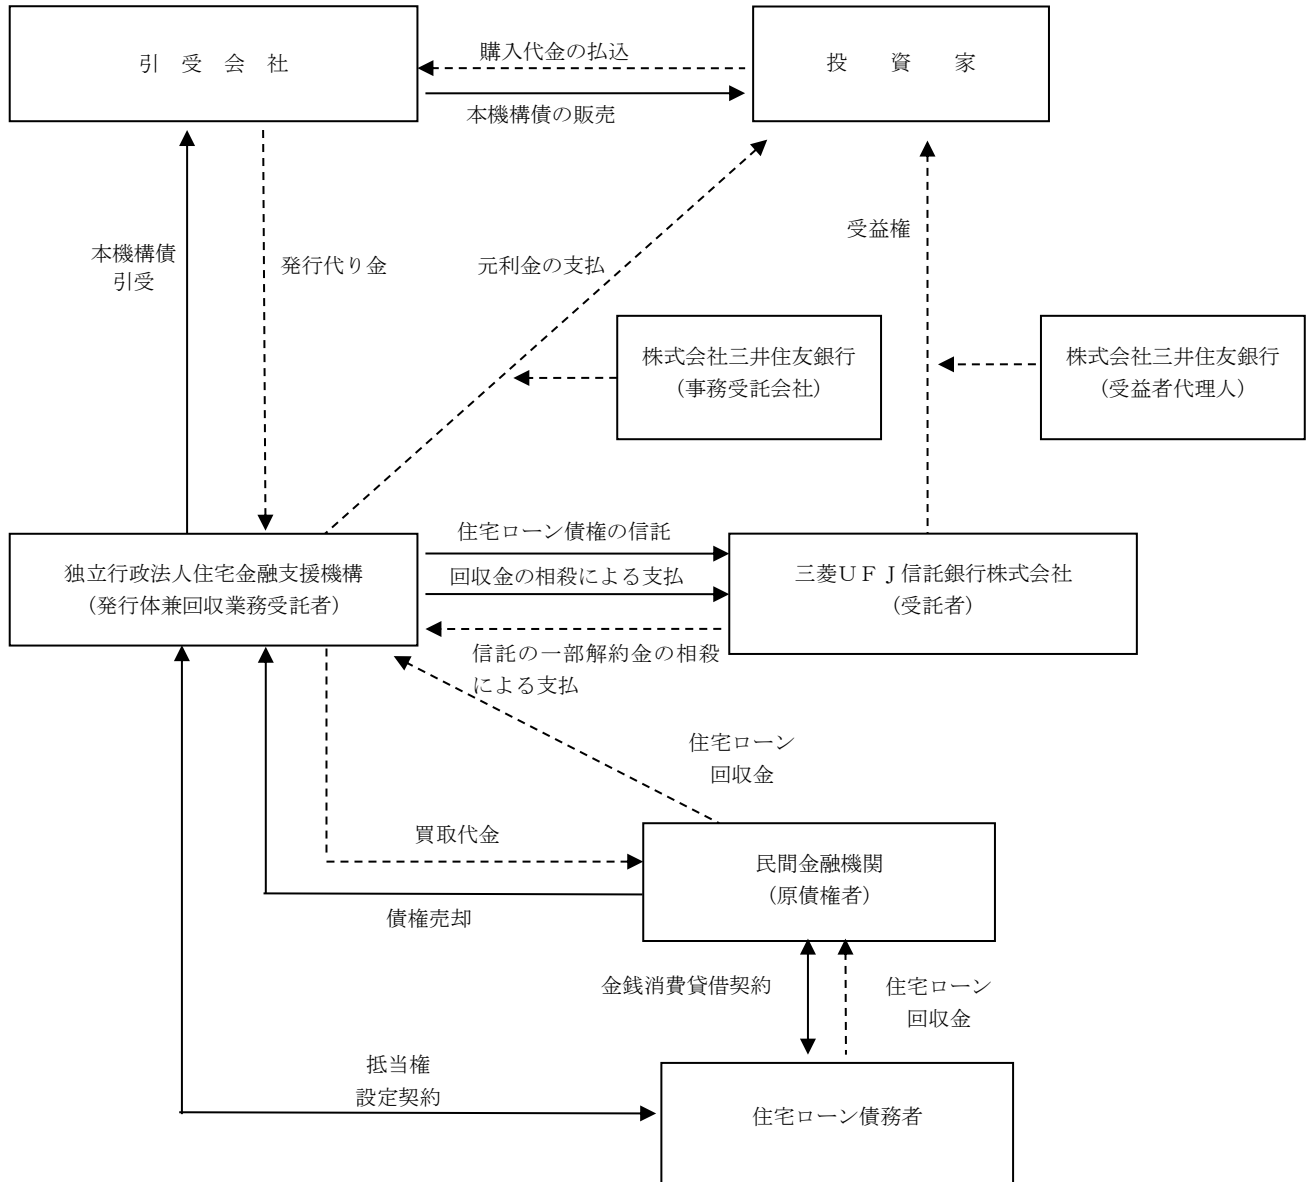 引 受 会 社
購入代金の払込
本機構債の販売
投 資 家
本機構債
引受
発行代り金
元利金の支払
受益権
株式会社三井住友銀行
（事務受託会社）
株式会社三井住友銀行
（受益者代理人）
独立行政法人住宅金融支援機構
（発行体兼回収業務受託者）
住宅ローン債権の信託
回収金の相殺による支払
信託の一部解約金の相殺
による支払
三菱ＵＦＪ信託銀行株式会社
（受託者）
住宅ローン
回収金
買取代金
債権売却
民間金融機関
（原債権者）
金銭消費貸借契約
住宅ローン
回収金
抵当権
設定契約
住宅ローン債務者